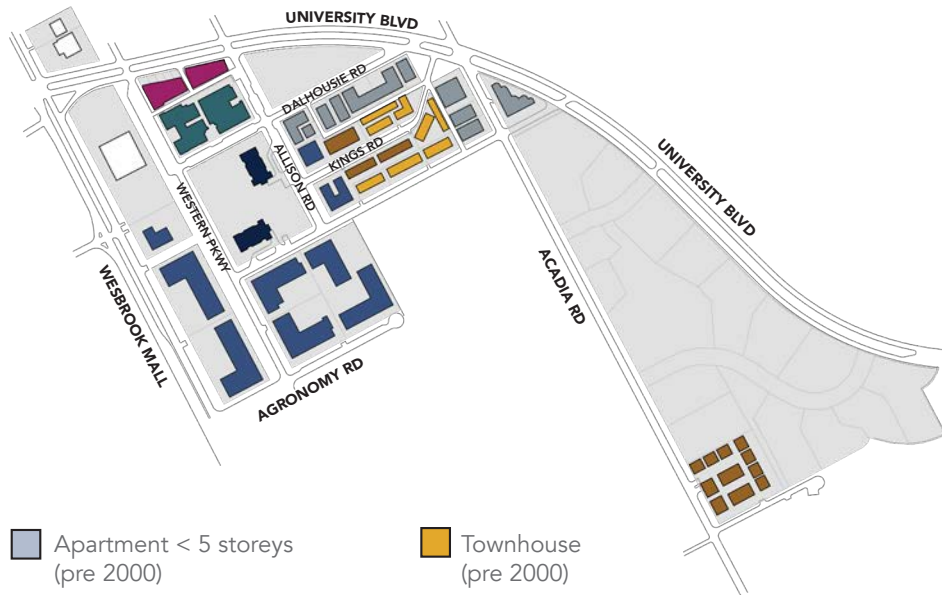 UNIVERSITY BLVD
DALHOUSIE RD
KINGS RD
ALLISON RD
WESTERN PKWY
UNIVERSITY BLVD
ACADIA RD
WESBROOK MALL
AGRONOMY RD
Apartment < 5 storeys
(pre 2000)
Townhouse
(pre 2000)